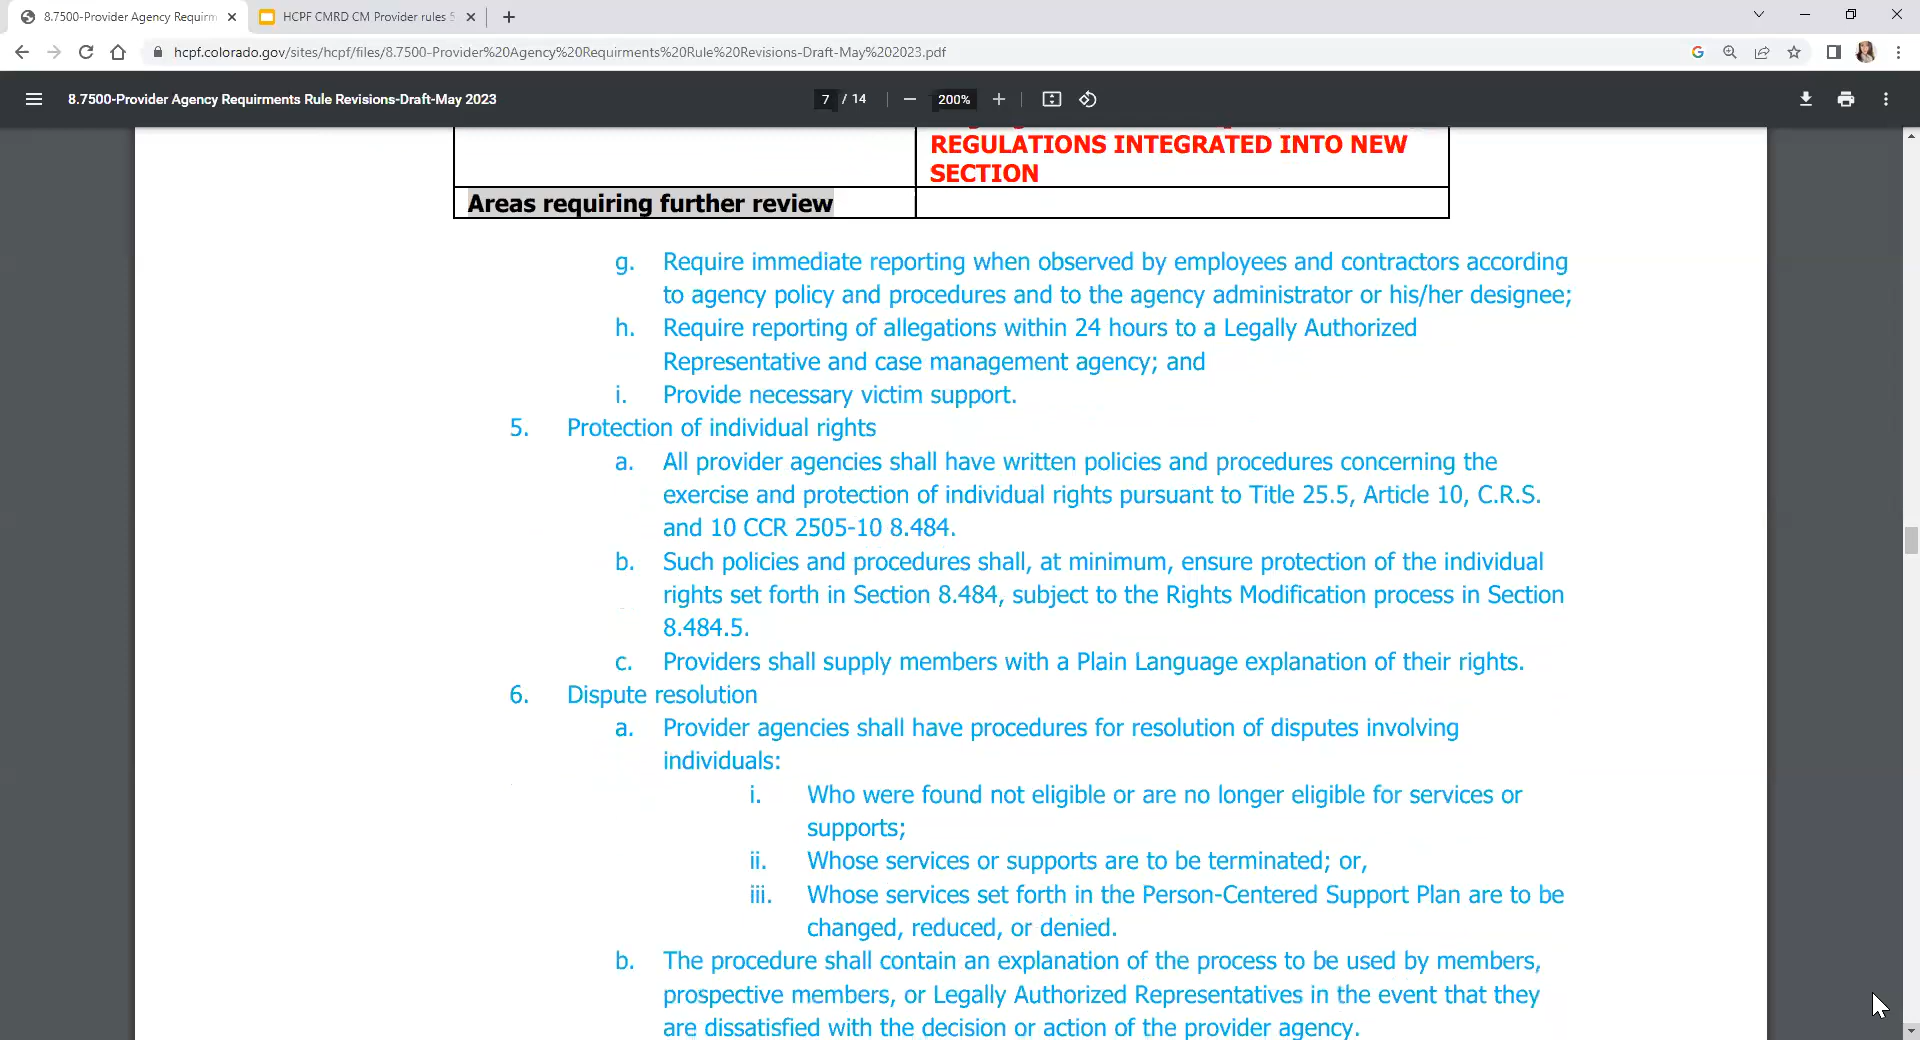 8.7500-Provider Agency Requirm
HCPF CMRD CM Provider rules 5
hcpf.colorado.gov/sites/hcpf/files/8.7500-Provider%20Agency%20Requirments%20Rule%20Revisions-Draft-May%202023.pdf
8.7500-Provider Agency Requirments Rule Revisions-Draft-May 2023
7 / 14
200%
REGULATIONS INTEGRATED INTO NEW
SECTION
Areas requiring further review
g. Require immediate reporting when observed by employees and contractors according
to agency policy and procedures and to the agency administrator or his/her designee;
h. Require reporting of allegations within 24 hours to a Legally Authorized
Representative and case management agency; and
i. Provide necessary victim support.
5. Protection of individual rights
a. All provider agencies shall have written policies and procedures concerning the
exercise and protection of individual rights pursuant to Title 25.5, Article 10, C.R.S.
and 10 CCR 2505-10 8.484.
b. Such policies and procedures shall, at minimum, ensure protection of the individual
rights set forth in Section 8.484, subject to the Rights Modification process in Section
8.484.5.
c. Providers shall supply members with a Plain Language explanation of their rights.
6. Dispute resolution
a. Provider agencies shall have procedures for resolution of disputes involving
individuals:
i. Who were found not eligible or are no longer eligible for services or
supports;
ii. Whose services or supports are to be terminated; or,
iii. Whose services set forth in the Person-Centered Support Plan are to be
changed, reduced, or denied.
b. The procedure shall contain an explanation of the process to be used by members,
prospective members, or Legally Authorized Representatives in the event that they
are dissatisfied with the decision or action of the provider agency.